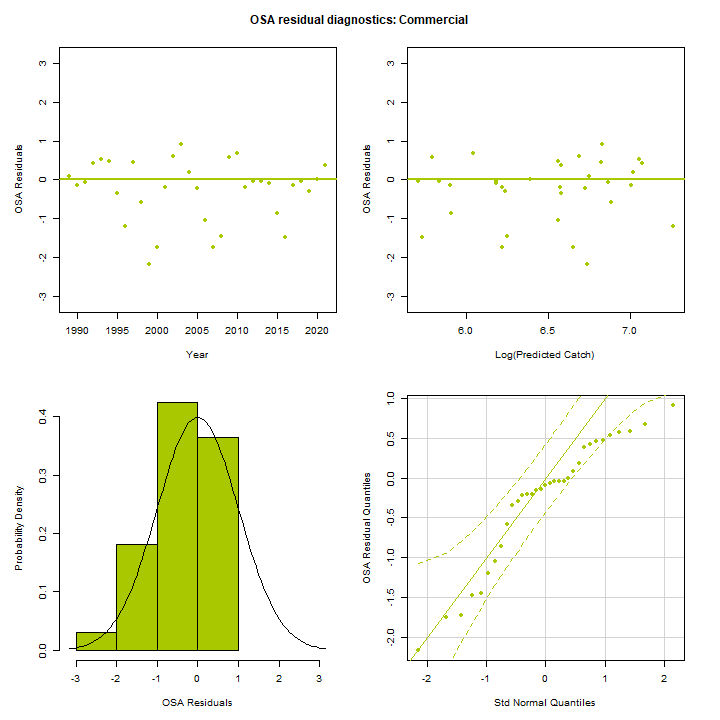 OSA residual diagnostics: Commercial
OSA Residuals
3
2
1
0
-1
-2
-3
1990 1995 2000 2005 2010 2015 2020
Year
OSA Residuals
3
2
1
0
-1
-2
-3
6.0 6.5 7.0
Log(Predicted Catch)
Probability Density
0.4
0.3
0.2
0.1
0.0
-3 -2 -1 0 1 2 3
OSA Residuals
OSA Residual Quantiles
1.0
0.5
0.0
-0.5
-1.0
-1.5
-2.0
-2 -1 0 1 2
Std Normal Quantiles